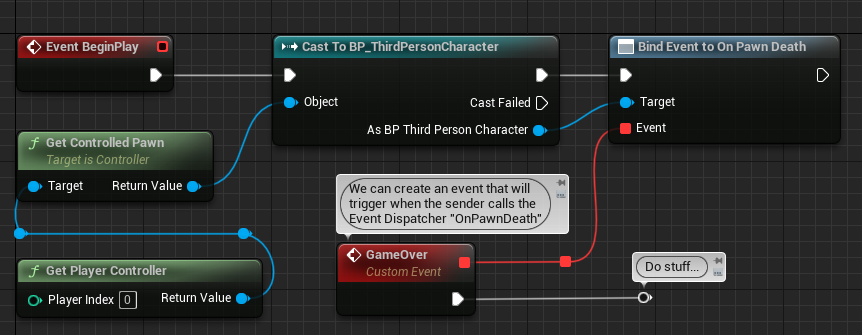 Event BeginPlay
Cast To BP_ThirdPersonCharacter
Object
Cast Failed
As BP Third Person Character
Bind Event to On Pawn Death
Target
Event
Get Controlled Pawn
Target is Controller
Target
Return Value
We can create an event that will
trigger when the sender calls the
Event Dispatcher "OnPawnDeath"
GameOver
Custom Event
Do stuff...
Get Player Controller
Player Index 0
Return Value